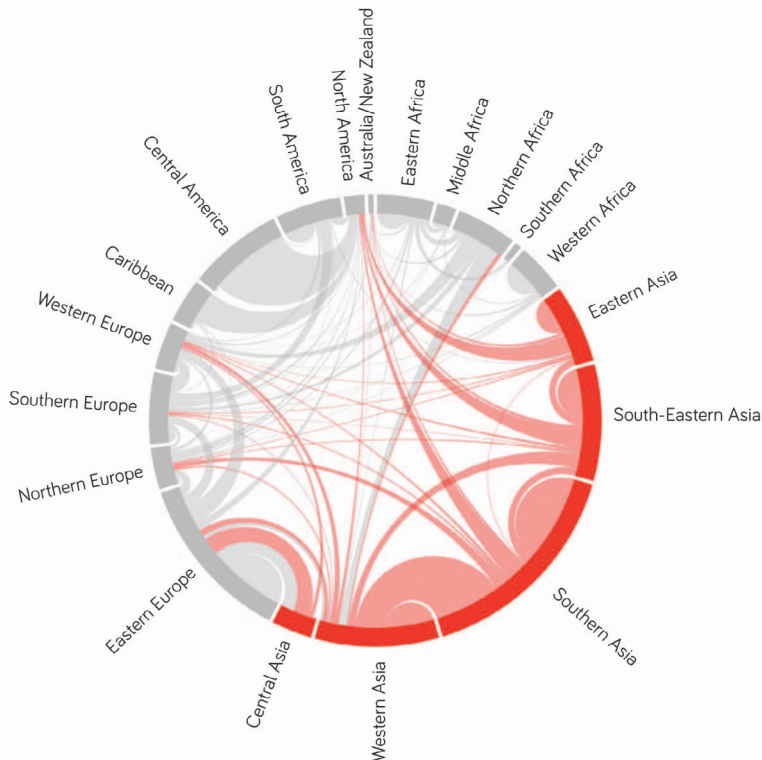 Australia/New Zealand
Eastern Africa
Middle Africa
Northern Africa
Southern Africa
Western Africa
Eastern Asia
South-Eastern Asia
Southern Asia
Western Asia
Central Asia
Eastern Europe
Northern Europe
Southern Europe
Western Europe
Caribbean
Central America
South America
North America